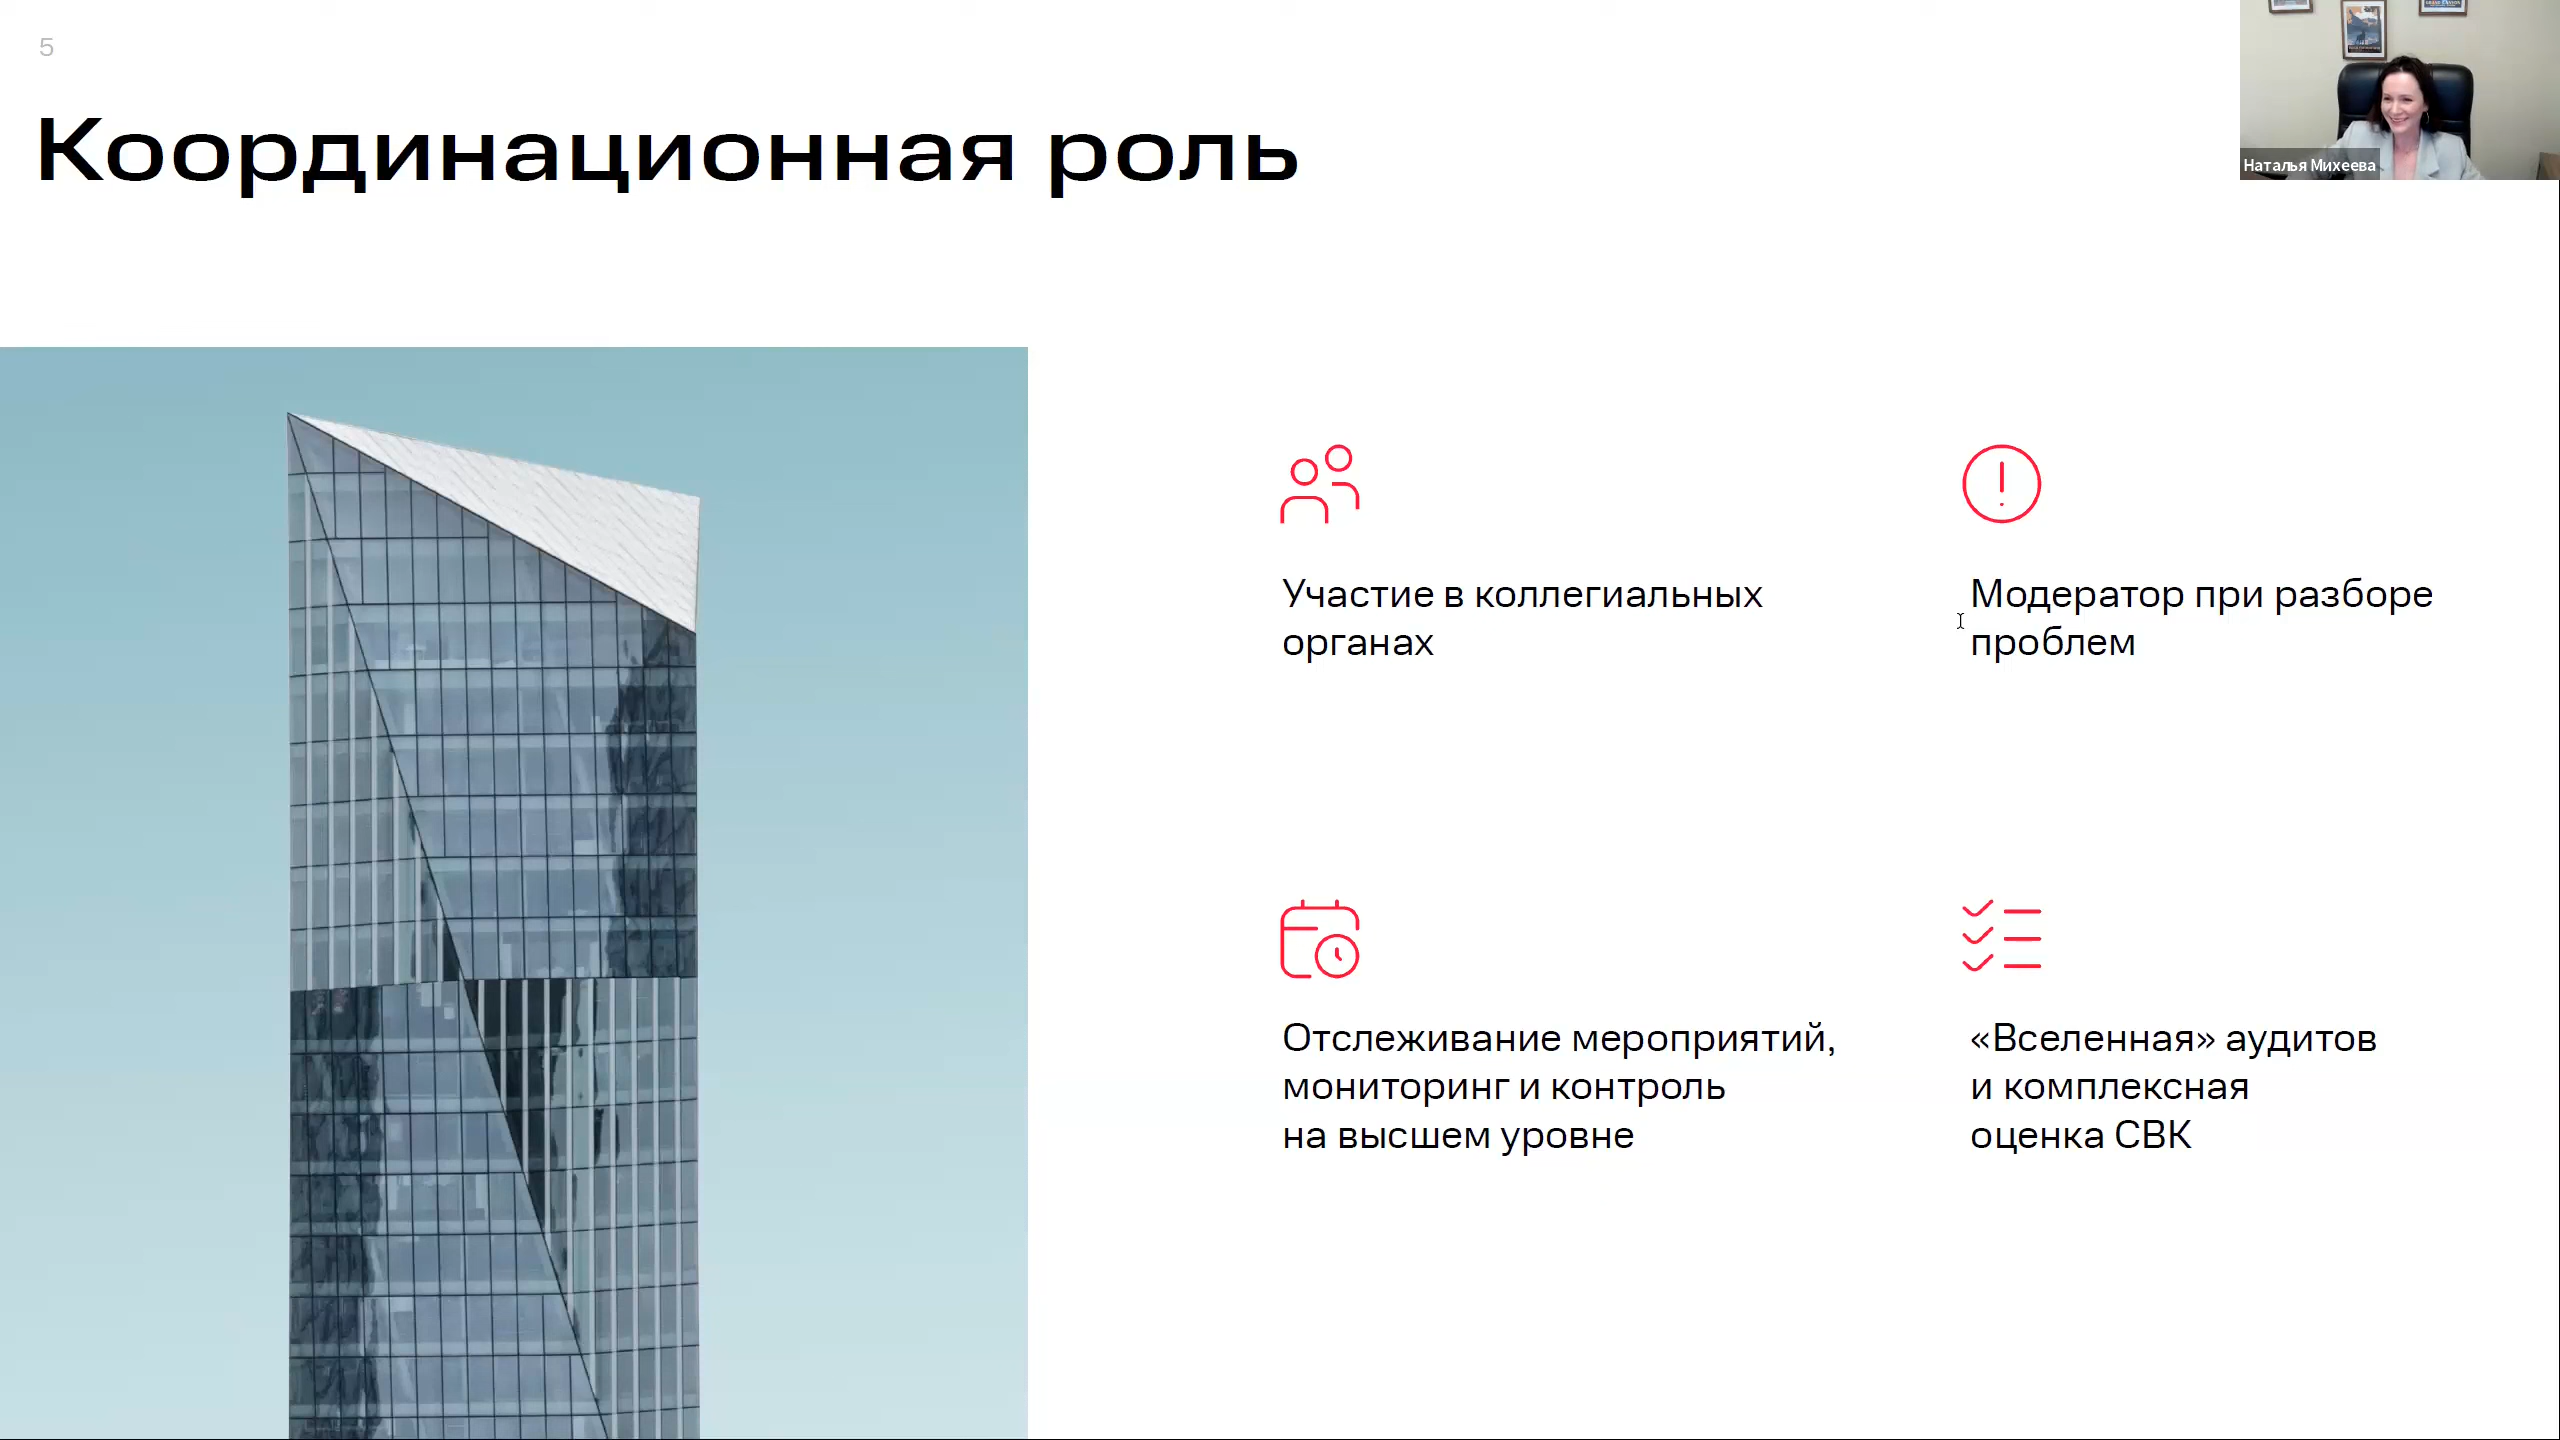 5
Координационная роль
Наталья Михеева
Участие в коллегиальных
органах
Модератор при разборе
проблем
Отслеживание мероприятий,
мониторинг и контроль
на высшем уровне
«Вселенная» аудитов
и комплексная
оценка СВК